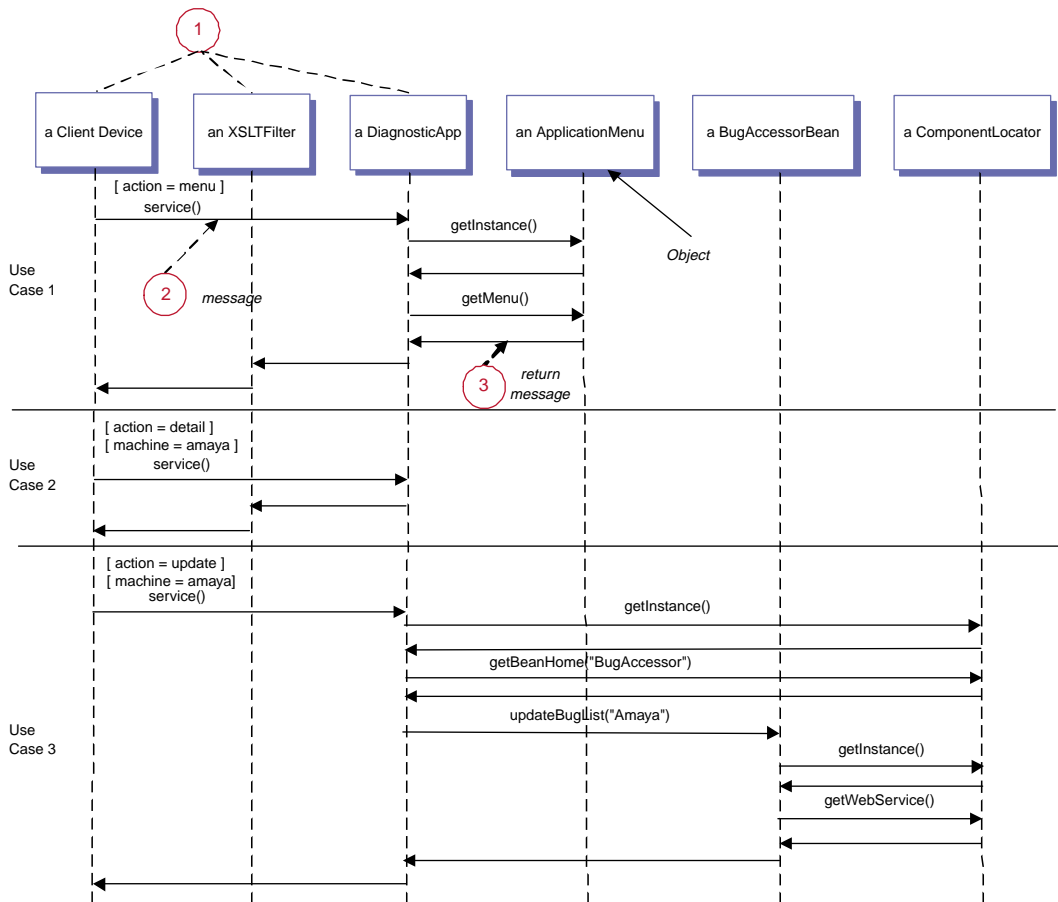 1
a Client Device
an XSLTFilter
a DiagnosticApp
an ApplicationMenu
a BugAccessorBean
a ComponentLocator
[ action = menu ]
service()
getInstance()
Object
Use
Case 1
2
message
getMenu()
3
return
message
[ action = detail ]
[ machine = amaya ]
service()
Use
Case 2
[ action = update ]
[ machine = amaya]
service()
getInstance()
getBeanHome("BugAccessor")
updateBugList("Amaya")
Use
Case 3
getInstance()
getWebService()